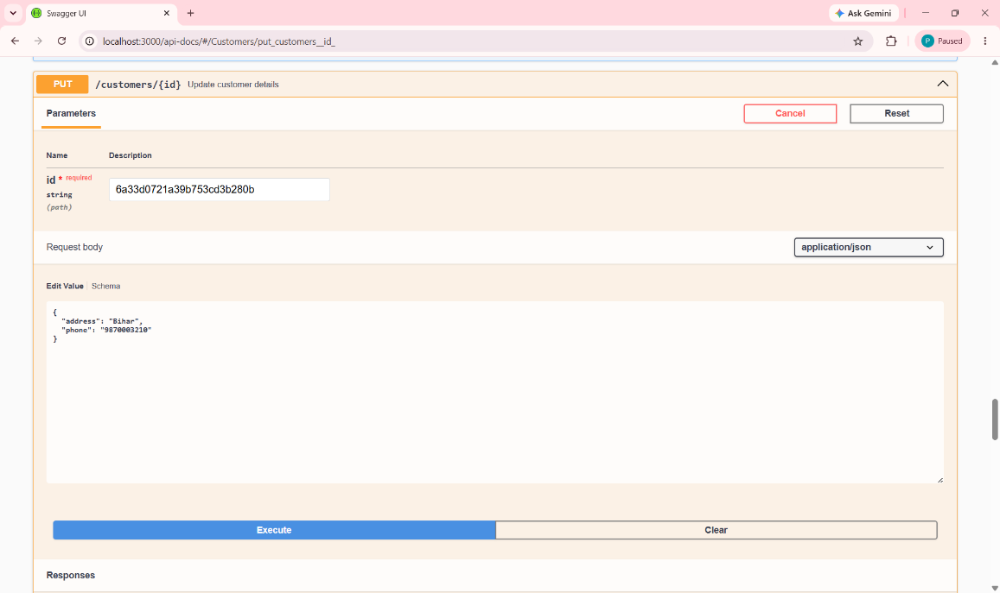 Swagger UI
Ask Gemini
localhost:3000/api-docs/#/Customers/put_customers__id_
P Paused
PUT /customers/{id} Update customer details
Parameters
Cancel Reset
Name Description
id * required
string
(path)
6a33d0721a39b753cd3b280b
Request body
application/json
Edit Value Schema
{
"address": "Bihar",
"phone": "9870003210"
}
Execute Clear
Responses